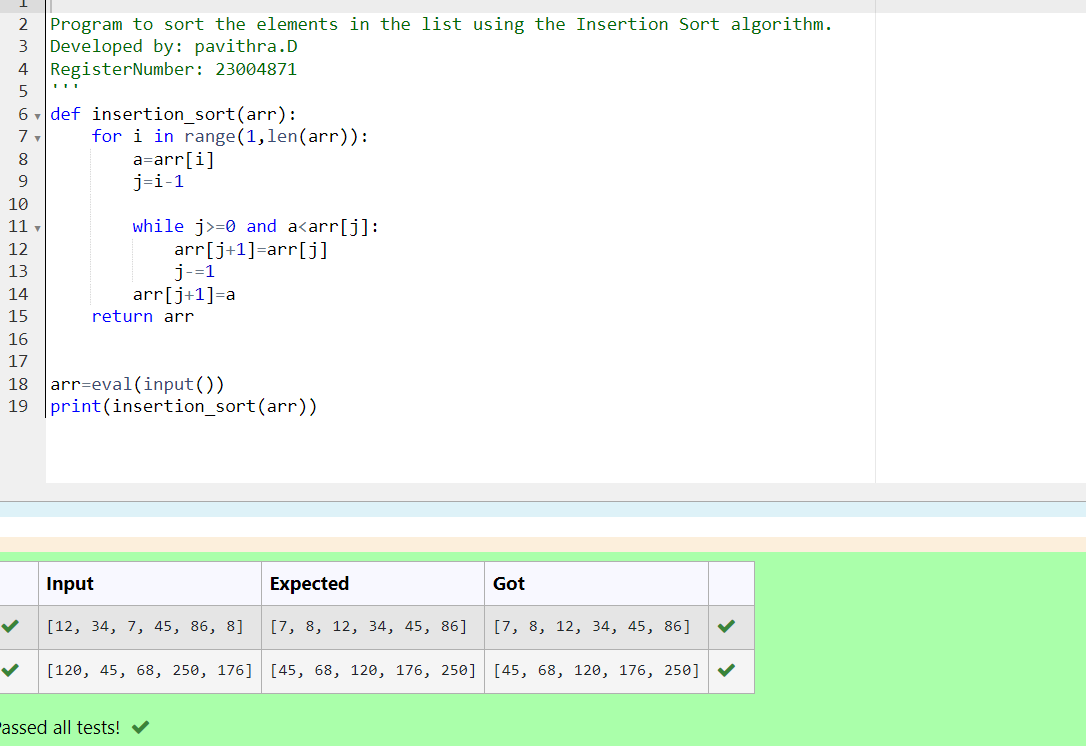 1
2 Program to sort the elements in the list using the Insertion Sort algorithm.
3 Developed by: pavithra.D
4 RegisterNumber: 23004871
5 '''
6 def insertion_sort(arr):
7     for i in range(1,len(arr)):
8         a=arr[i]
9         j=i-1
10
11         while j>=0 and a<arr[j]:
12             arr[j+1]=arr[j]
13             j-=1
14         arr[j+1]=a
15     return arr
16
17
18 arr=eval(input())
19 print(insertion_sort(arr))
Input Expected Got
[12, 34, 7, 45, 86, 8] [7, 8, 12, 34, 45, 86] [7, 8, 12, 34, 45, 86]
[120, 45, 68, 250, 176] [45, 68, 120, 176, 250] [45, 68, 120, 176, 250]
Passed all tests!